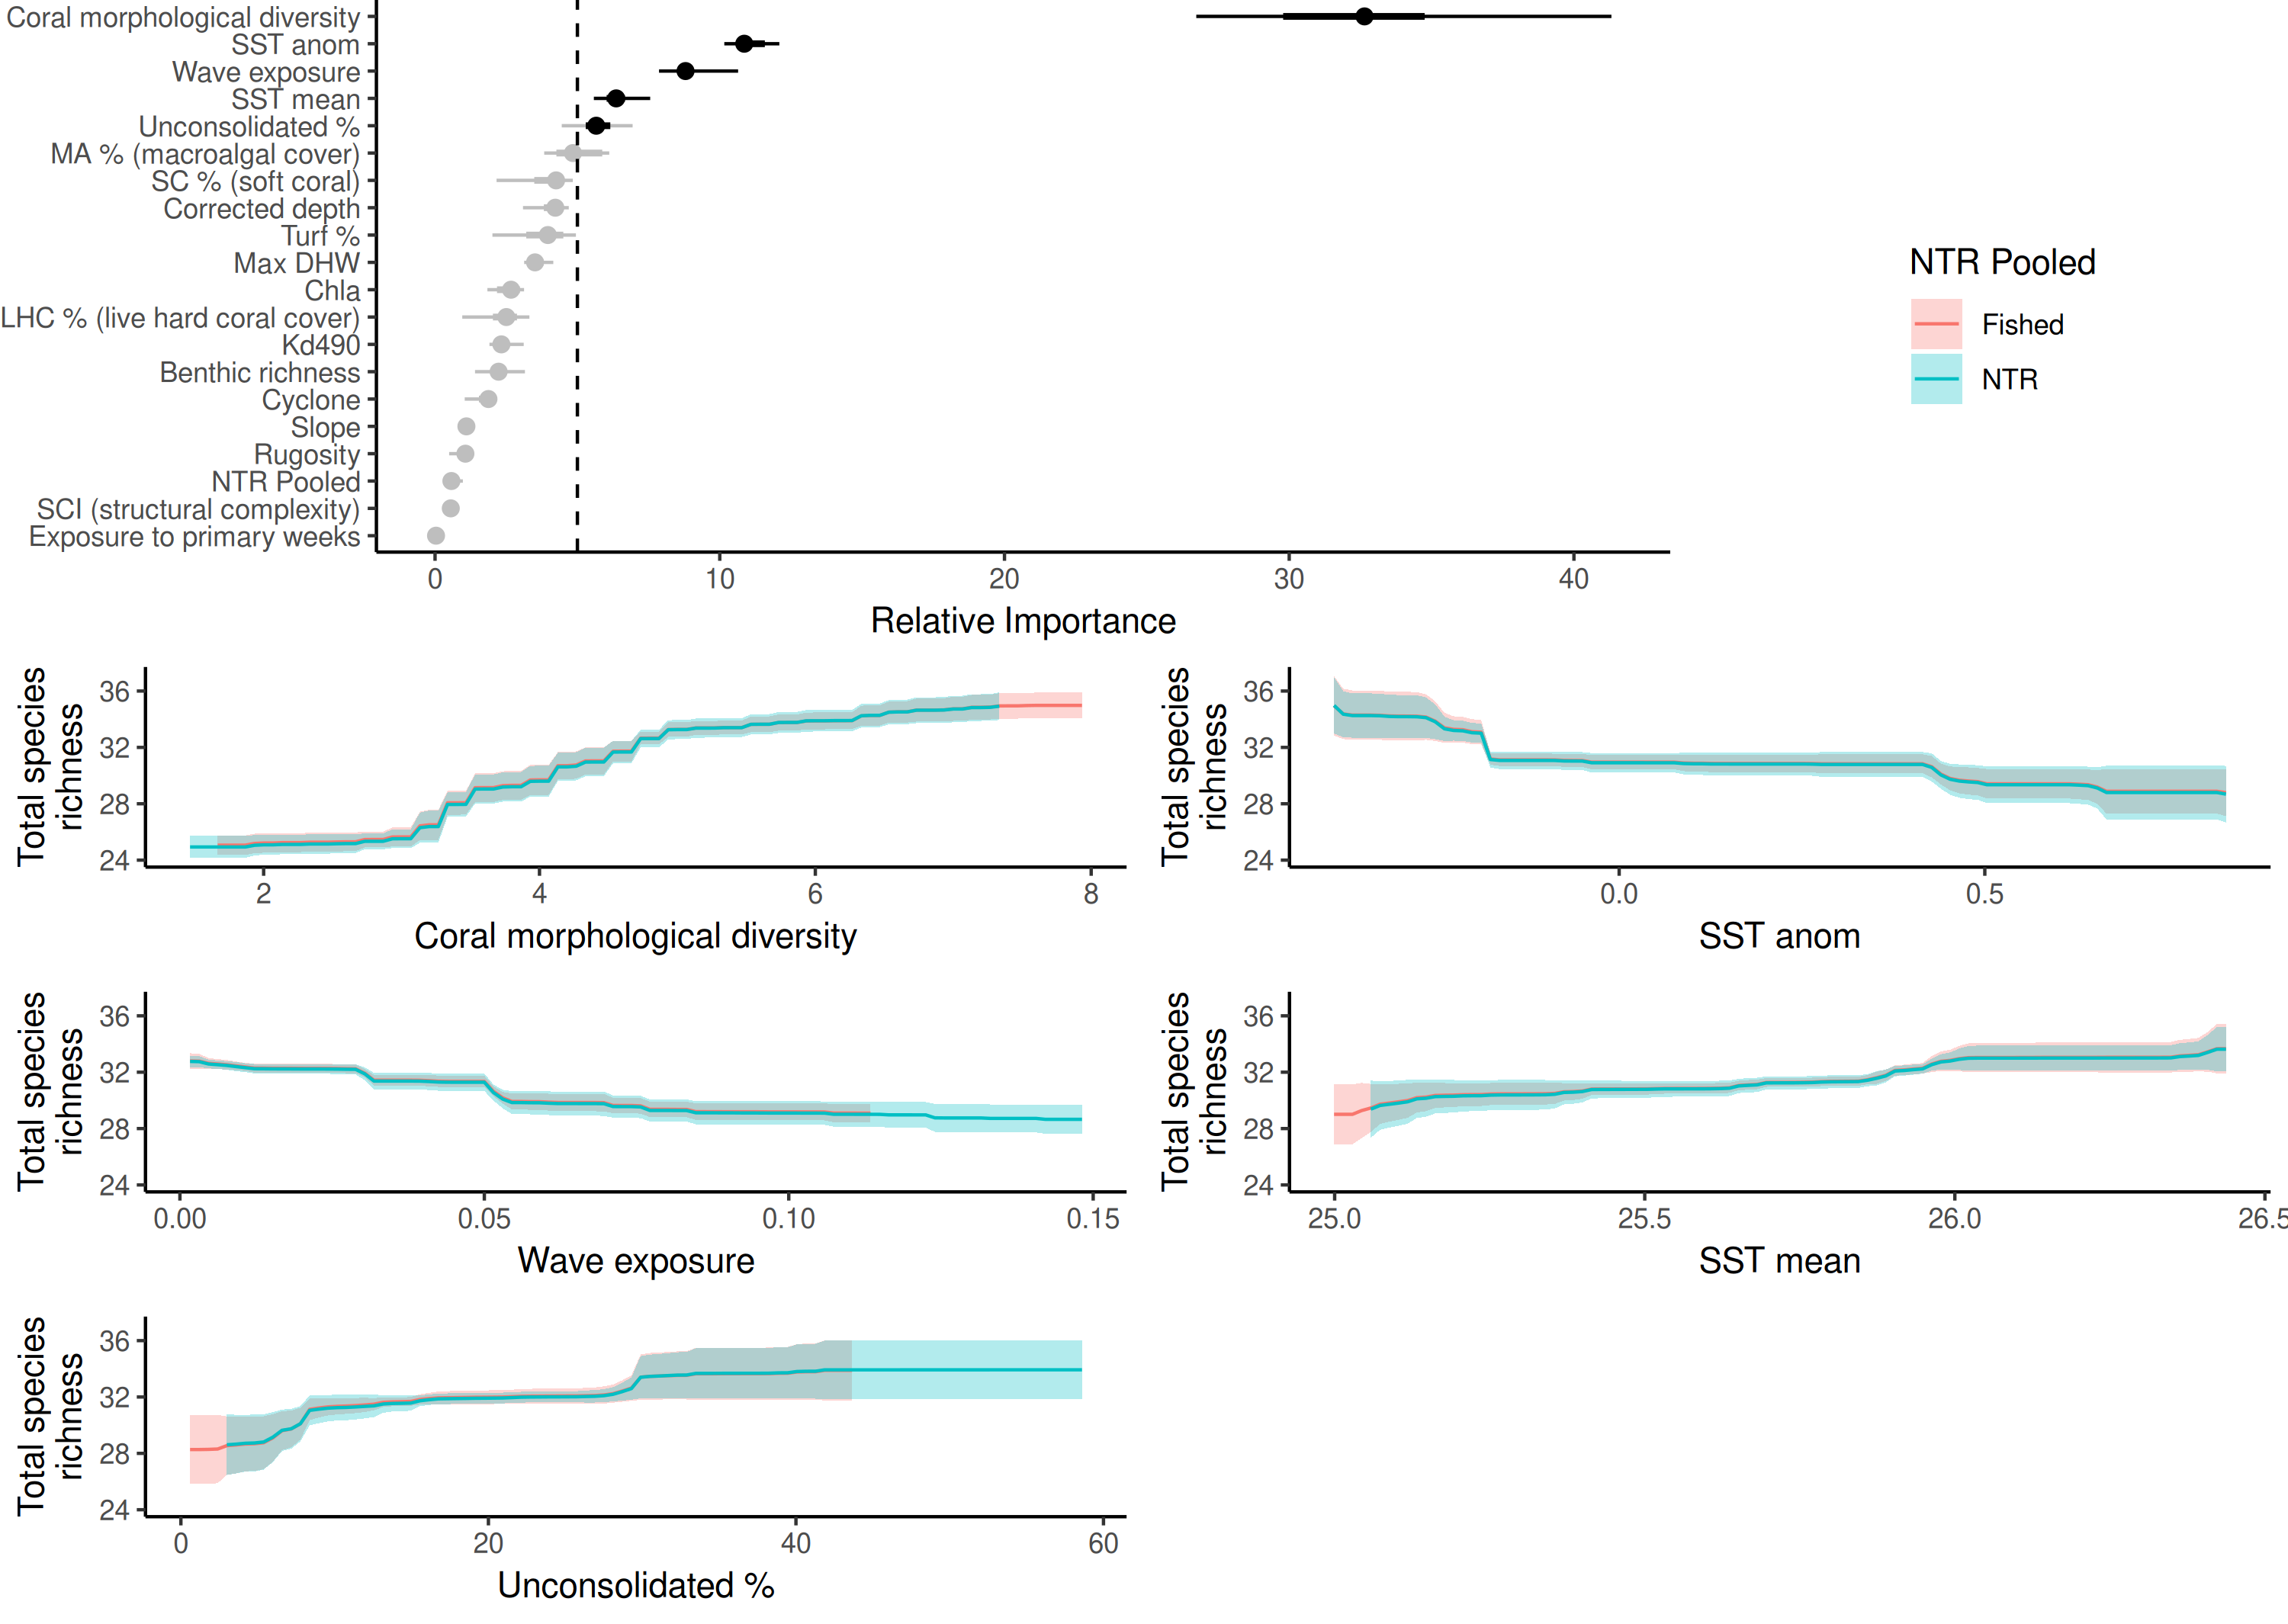 Coral morphological diversity
SST anom
Wave exposure
SST mean
Unconsolidated %
MA % (macroalgal cover)
SC % (soft coral)
Corrected depth
Turf %
Max DHW
Chla
LHC % (live hard coral cover)
Kd490
Benthic richness
Cyclone
Slope
Rugosity
NTR Pooled
SCI (structural complexity)
Exposure to primary weeks
0 10 20 30 40
Relative Importance
NTR Pooled
Fished
NTR
Total species
richness
36
32
28
24
2 4 6 8
Coral morphological diversity
Total species
richness
36
32
28
24
0.0 0.5
SST anom
Total species
richness
36
32
28
24
0.00 0.05 0.10 0.15
Wave exposure
Total species
richness
36
32
28
24
25.0 25.5 26.0 26.5
SST mean
Total species
richness
36
32
28
24
0 20 40 60
Unconsolidated %